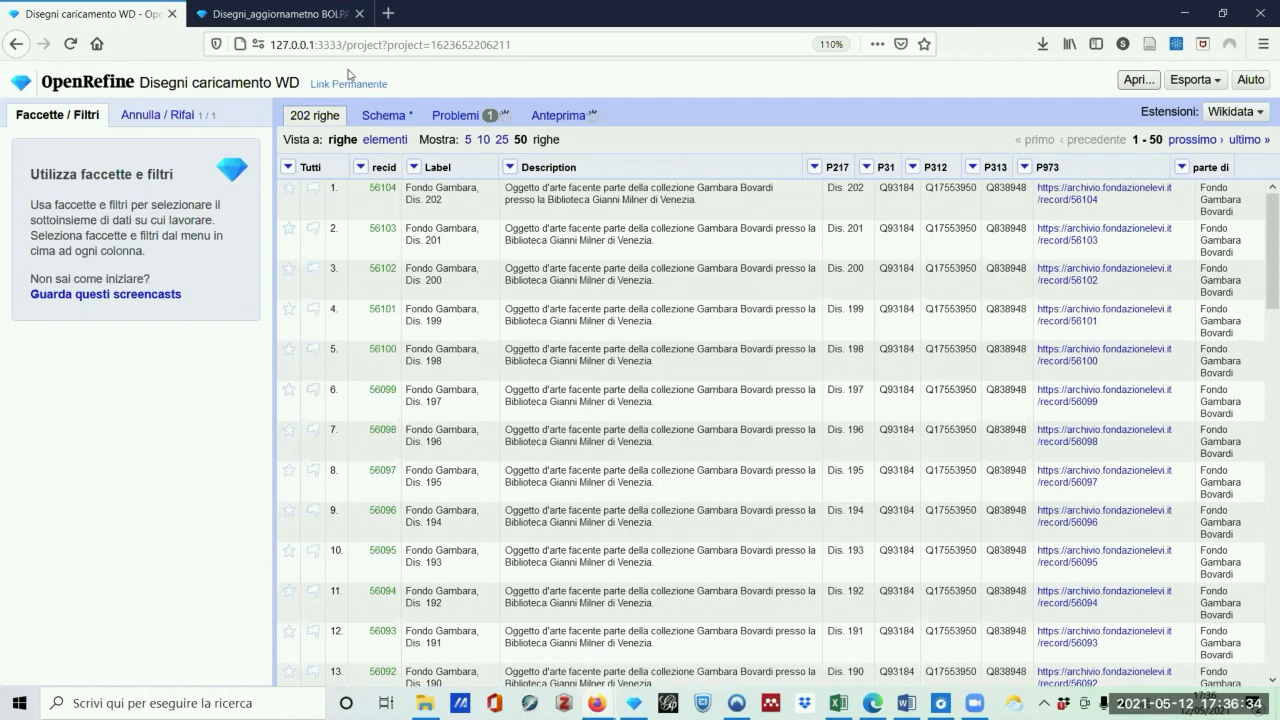 Disegni caricamento WD - Ope
Disegni_aggiornametno BOLPA
127.0.0.1:3333/project?project=1623652206211
110%
OpenRefine Disegni caricamento WD Link Permanente
Apri... Esporta Aiuto
Faccette / Filtri Annulla / Rifai 1 / 1
202 righe Schema * Problemi 1 Anteprima
Estensioni: Wikidata
Vista a: righe elementi Mostra: 5 10 25 50 righe
« primo ‹ precedente 1 - 50 prossimo › ultimo »
Utilizza faccette e filtri
Usa faccette e filtri per selezionare il
sottoinsieme di dati su cui lavorare.
Seleziona faccette e filtri dal menu in
cima ad ogni colonna.
Non sai come iniziare?
Guarda questi screencasts
Tutti recid Label Description P217 P31 P312 P313 P973 parte di
1. 56104 Fondo Gambara, Oggetto d'arte facente parte della collezione Gambara Bovardi Dis. 202 Q93184 Q17553950 Q838948 https://archivio.fondazionelevi.it Fondo
Dis. 202 presso la Biblioteca Gianni Milner di Venezia. /record/56104 Gambara
Bovardi
2. 56103 Fondo Gambara, Oggetto d'arte facente parte della collezione Gambara Bovardi presso la Dis. 201 Q93184 Q17553950 Q838948 https://archivio.fondazionelevi.it Fondo
Dis. 201 Biblioteca Gianni Milner di Venezia. /record/56103 Gambara
Bovardi
3. 56102 Fondo Gambara, Oggetto d'arte facente parte della collezione Gambara Bovardi presso la Dis. 200 Q93184 Q17553950 Q838948 https://archivio.fondazionelevi.it Fondo
Dis. 200 Biblioteca Gianni Milner di Venezia. /record/56102 Gambara
Bovardi
4. 56101 Fondo Gambara, Oggetto d'arte facente parte della collezione Gambara Bovardi presso la Dis. 199 Q93184 Q17553950 Q838948 https://archivio.fondazionelevi.it Fondo
Dis. 199 Biblioteca Gianni Milner di Venezia. /record/56101 Gambara
Bovardi
5. 56100 Fondo Gambara, Oggetto d'arte facente parte della collezione Gambara Bovardi presso la Dis. 198 Q93184 Q17553950 Q838948 https://archivio.fondazionelevi.it Fondo
Dis. 198 Biblioteca Gianni Milner di Venezia. /record/56100 Gambara
Bovardi
6. 56099 Fondo Gambara, Oggetto d'arte facente parte della collezione Gambara Bovardi presso la Dis. 197 Q93184 Q17553950 Q838948 https://archivio.fondazionelevi.it Fondo
Dis. 197 Biblioteca Gianni Milner di Venezia. /record/56099 Gambara
Bovardi
7. 56098 Fondo Gambara, Oggetto d'arte facente parte della collezione Gambara Bovardi presso la Dis. 196 Q93184 Q17553950 Q838948 https://archivio.fondazionelevi.it Fondo
Dis. 196 Biblioteca Gianni Milner di Venezia. /record/56098 Gambara
Bovardi
8. 56097 Fondo Gambara, Oggetto d'arte facente parte della collezione Gambara Bovardi presso la Dis. 195 Q93184 Q17553950 Q838948 https://archivio.fondazionelevi.it Fondo
Dis. 195 Biblioteca Gianni Milner di Venezia. /record/56097 Gambara
Bovardi
9. 56096 Fondo Gambara, Oggetto d'arte facente parte della collezione Gambara Bovardi presso la Dis. 194 Q93184 Q17553950 Q838948 https://archivio.fondazionelevi.it Fondo
Dis. 194 Biblioteca Gianni Milner di Venezia. /record/56096 Gambara
Bovardi
10. 56095 Fondo Gambara, Oggetto d'arte facente parte della collezione Gambara Bovardi presso la Dis. 193 Q93184 Q17553950 Q838948 https://archivio.fondazionelevi.it Fondo
Dis. 193 Biblioteca Gianni Milner di Venezia. /record/56095 Gambara
Bovardi
11. 56094 Fondo Gambara, Oggetto d'arte facente parte della collezione Gambara Bovardi presso la Dis. 192 Q93184 Q17553950 Q838948 https://archivio.fondazionelevi.it Fondo
Dis. 192 Biblioteca Gianni Milner di Venezia. /record/56094 Gambara
Bovardi
12. 56093 Fondo Gambara, Oggetto d'arte facente parte della collezione Gambara Bovardi presso la Dis. 191 Q93184 Q17553950 Q838948 https://archivio.fondazionelevi.it Fondo
Dis. 191 Biblioteca Gianni Milner di Venezia. /record/56093 Gambara
Bovardi
13. 56092 Fondo Gambara, Oggetto d'arte facente parte della collezione Gambara Bovardi presso la Dis. 190 Q93184 Q17553950 Q838948 https://archivio.fondazionelevi.it Fondo
Dis. 190 Biblioteca Gianni Milner di Venezia. /record/56092 Gambara
Scrivi qui per eseguire la ricerca
17:36
2021-05-12 17:36:34
12/05/2021